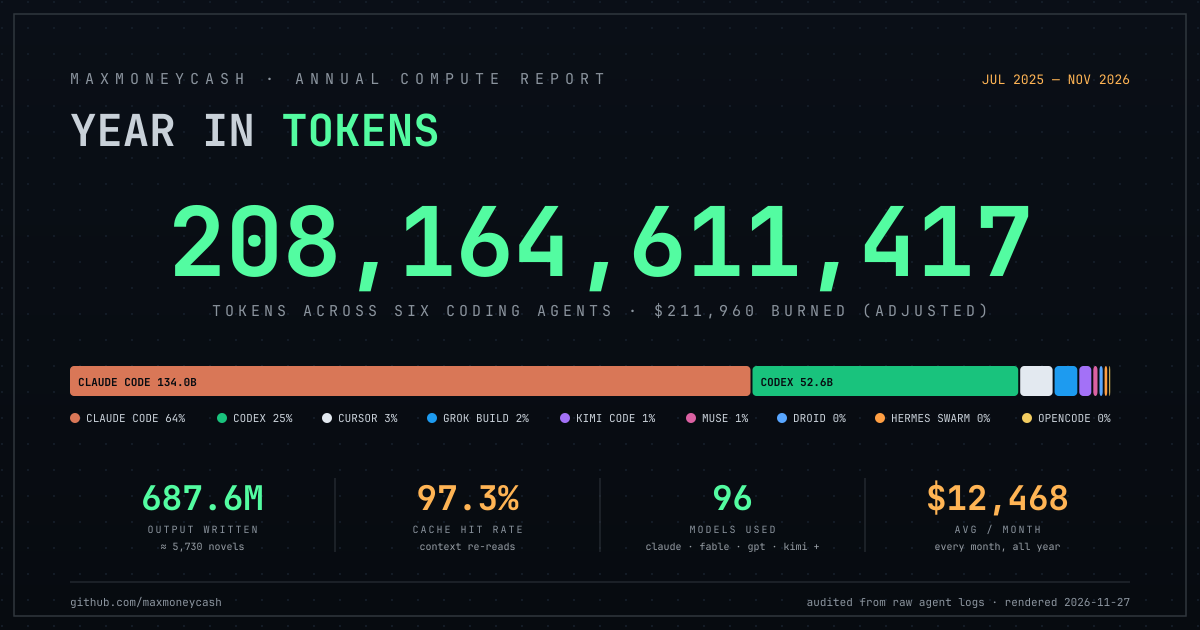 MAXMONEYCASH · ANNUAL COMPUTE REPORT
JUL 2025 — NOV 2026
YEAR IN TOKENS
208,164,611,417
TOKENS ACROSS SIX CODING AGENTS · $211,960 BURNED (ADJUSTED)
CLAUDE CODE 134.0B
CODEX 52.6B
CLAUDE CODE 64%
CODEX 25%
CURSOR 3%
GROK BUILD 2%
KIMI CODE 1%
MUSE 1%
DROID 0%
HERMES SWARM 0%
OPENCODE 0%
687.6M
OUTPUT WRITTEN
≈ 5,730 novels
97.3%
CACHE HIT RATE
context re-reads
96
MODELS USED
claude · fable · gpt · kimi +
$12,468
AVG / MONTH
every month, all year
github.com/maxmoneycash
audited from raw agent logs · rendered 2026-11-27